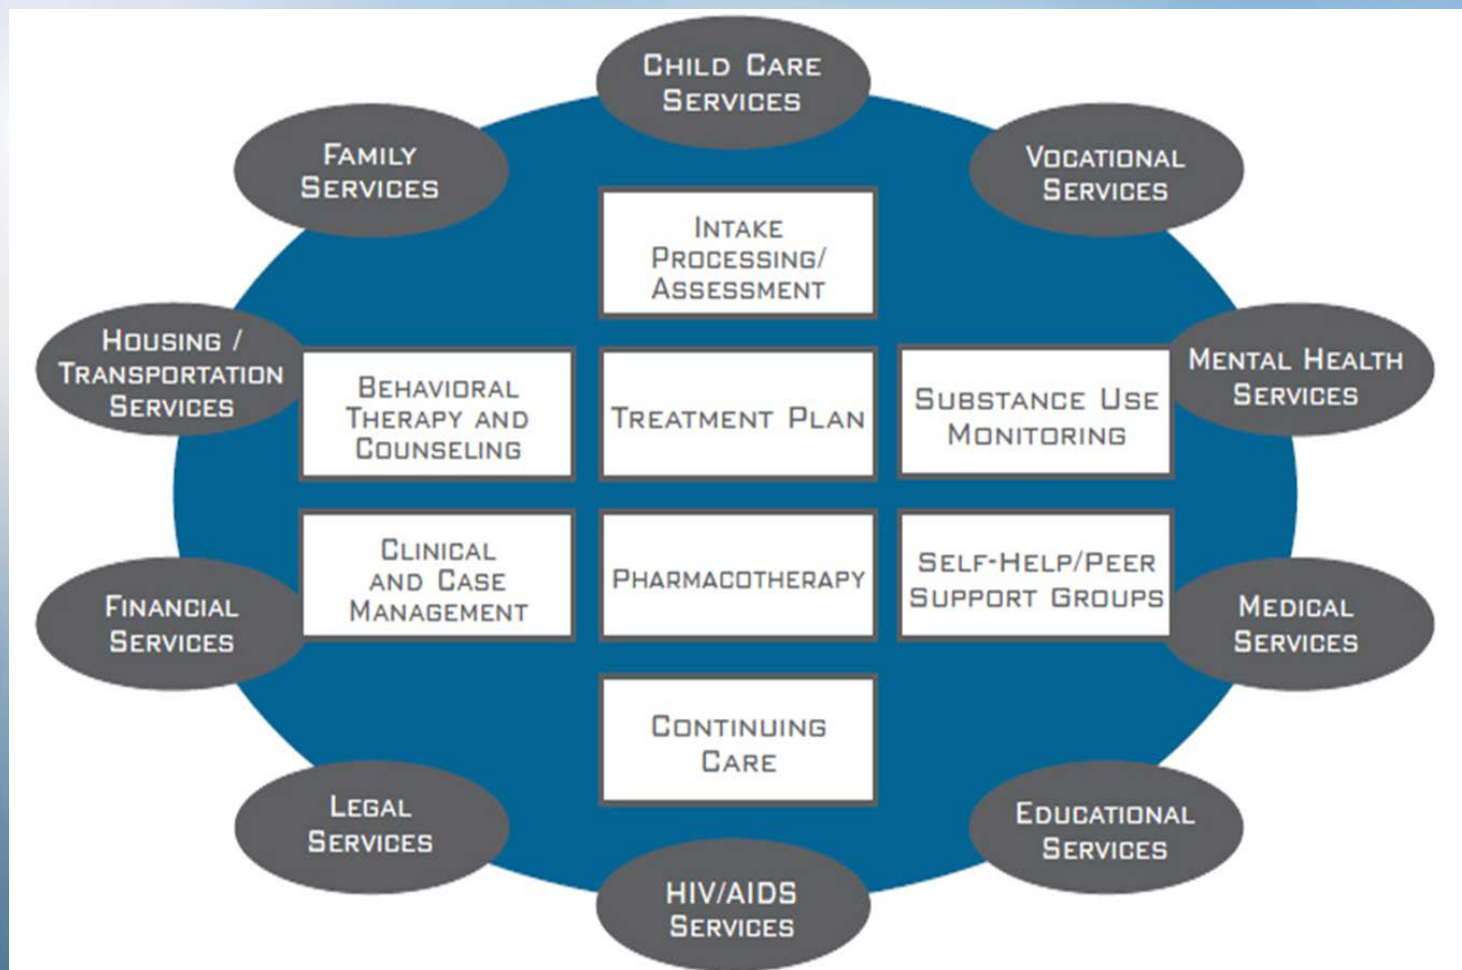 CHILD CARE
SERVICES
FAMILY
SERVICES
VOCATIONAL
SERVICES
INTAKE
PROCESSING/
ASSESSMENT
HOUSING /
TRANSPORTATION
SERVICES
BEHAVIORAL
THERAPY AND
COUNSELING
TREATMENT PLAN
SUBSTANCE USE
MONITORING
MENTAL HEALTH
SERVICES
FINANCIAL
SERVICES
CLINICAL
AND CASE
MANAGEMENT
PHARMACOTHERAPY
SELF-HELP/PEER
SUPPORT GROUPS
MEDICAL
SERVICES
CONTINUING
CARE
LEGAL
SERVICES
HIV/AIDS
SERVICES
EDUCATIONAL
SERVICES